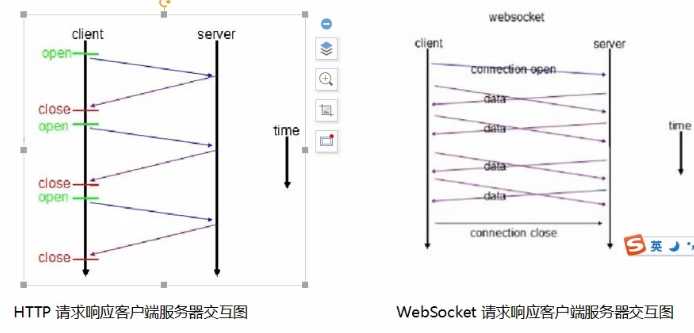 client server
open
close
open
close
open
close
time
HTTP 请求响应客户端服务器交互图
websocket
client server
connection open
data
data
data
data
connection close
time
S 英
WebSocket 请求响应客户端服务器交互图